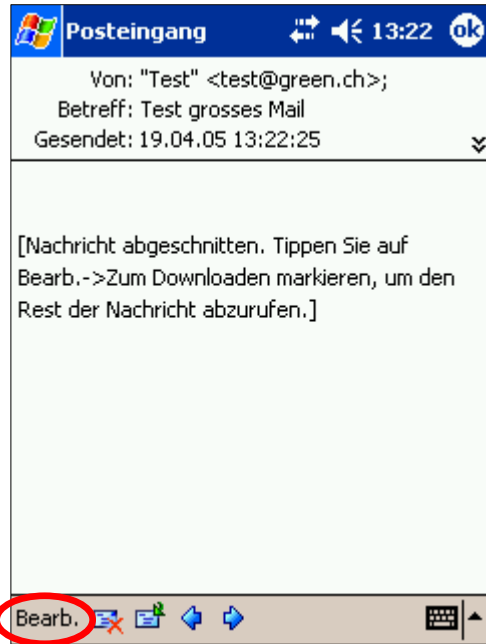 Posteingang 13:22 ok
Von: "Test" <test@green.ch>;
Betreff: Test grosses Mail
Gesendet: 19.04.05 13:22:25
[Nachricht abgeschnitten. Tippen Sie auf
Bearb.->Zum Downloaden markieren, um den
Rest der Nachricht abzurufen.]
Bearb.